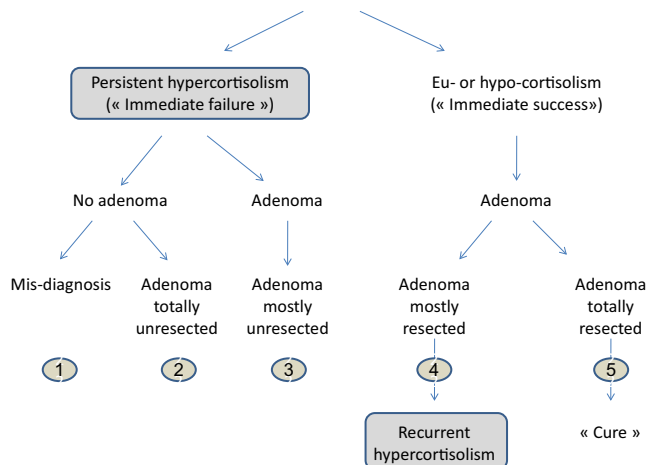 Persistent hypercortisolism
(« Immediate failure »)
Eu- or hypo-cortisolism
(« Immediate success»)
No adenoma
Adenoma
Adenoma
Mis-diagnosis
Adenoma
totally
unresected
Adenoma
mostly
unresected
Adenoma
mostly
resected
Adenoma
totally
resected
1
2
3
4
5
Recurrent
hypercortisolism
« Cure »